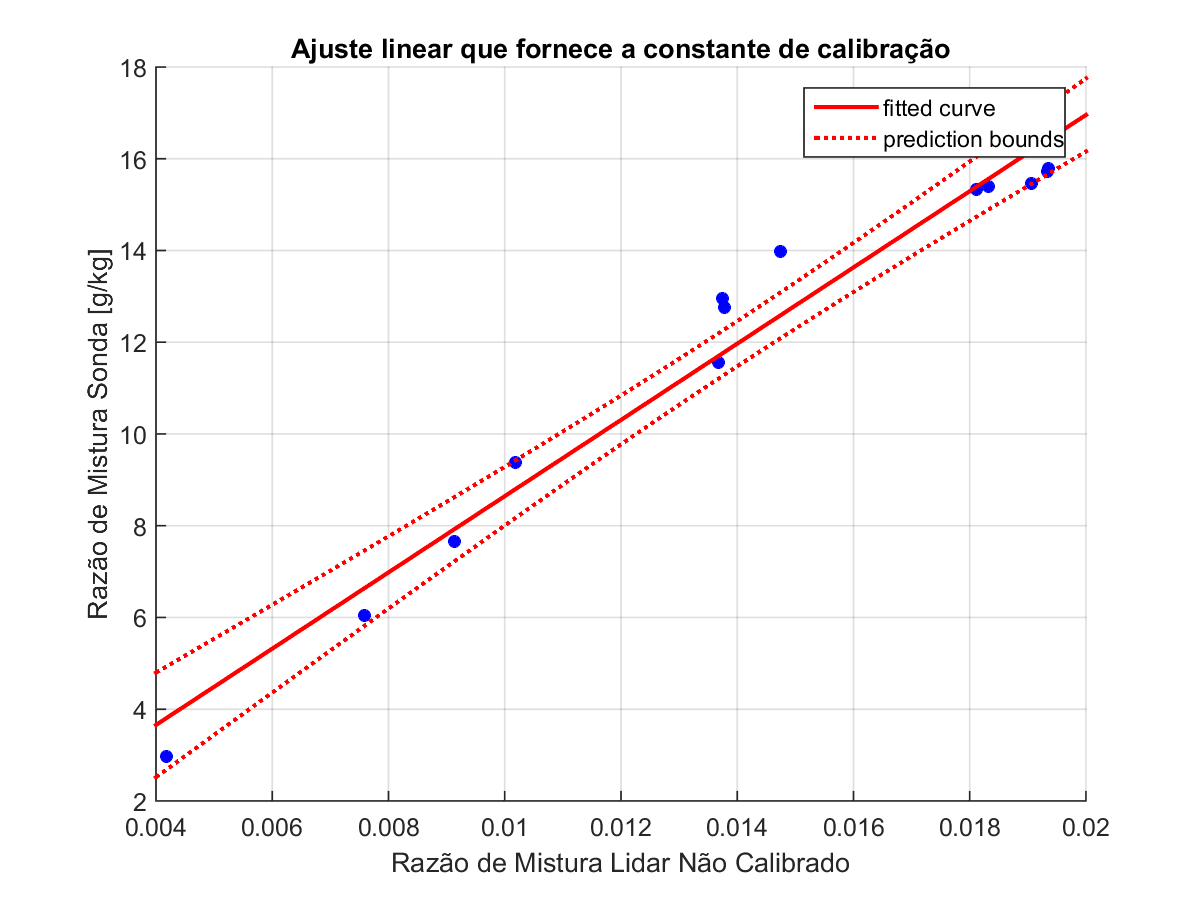 Ajuste linear que fornece a constante de calibração
18
16
14
12
10
8
6
4
2
Razão de Mistura Sonda [g/kg]
fitted curve
prediction bounds
0.004 0.006 0.008 0.01 0.012 0.014 0.016 0.018 0.02
Razão de Mistura Lidar Não Calibrado